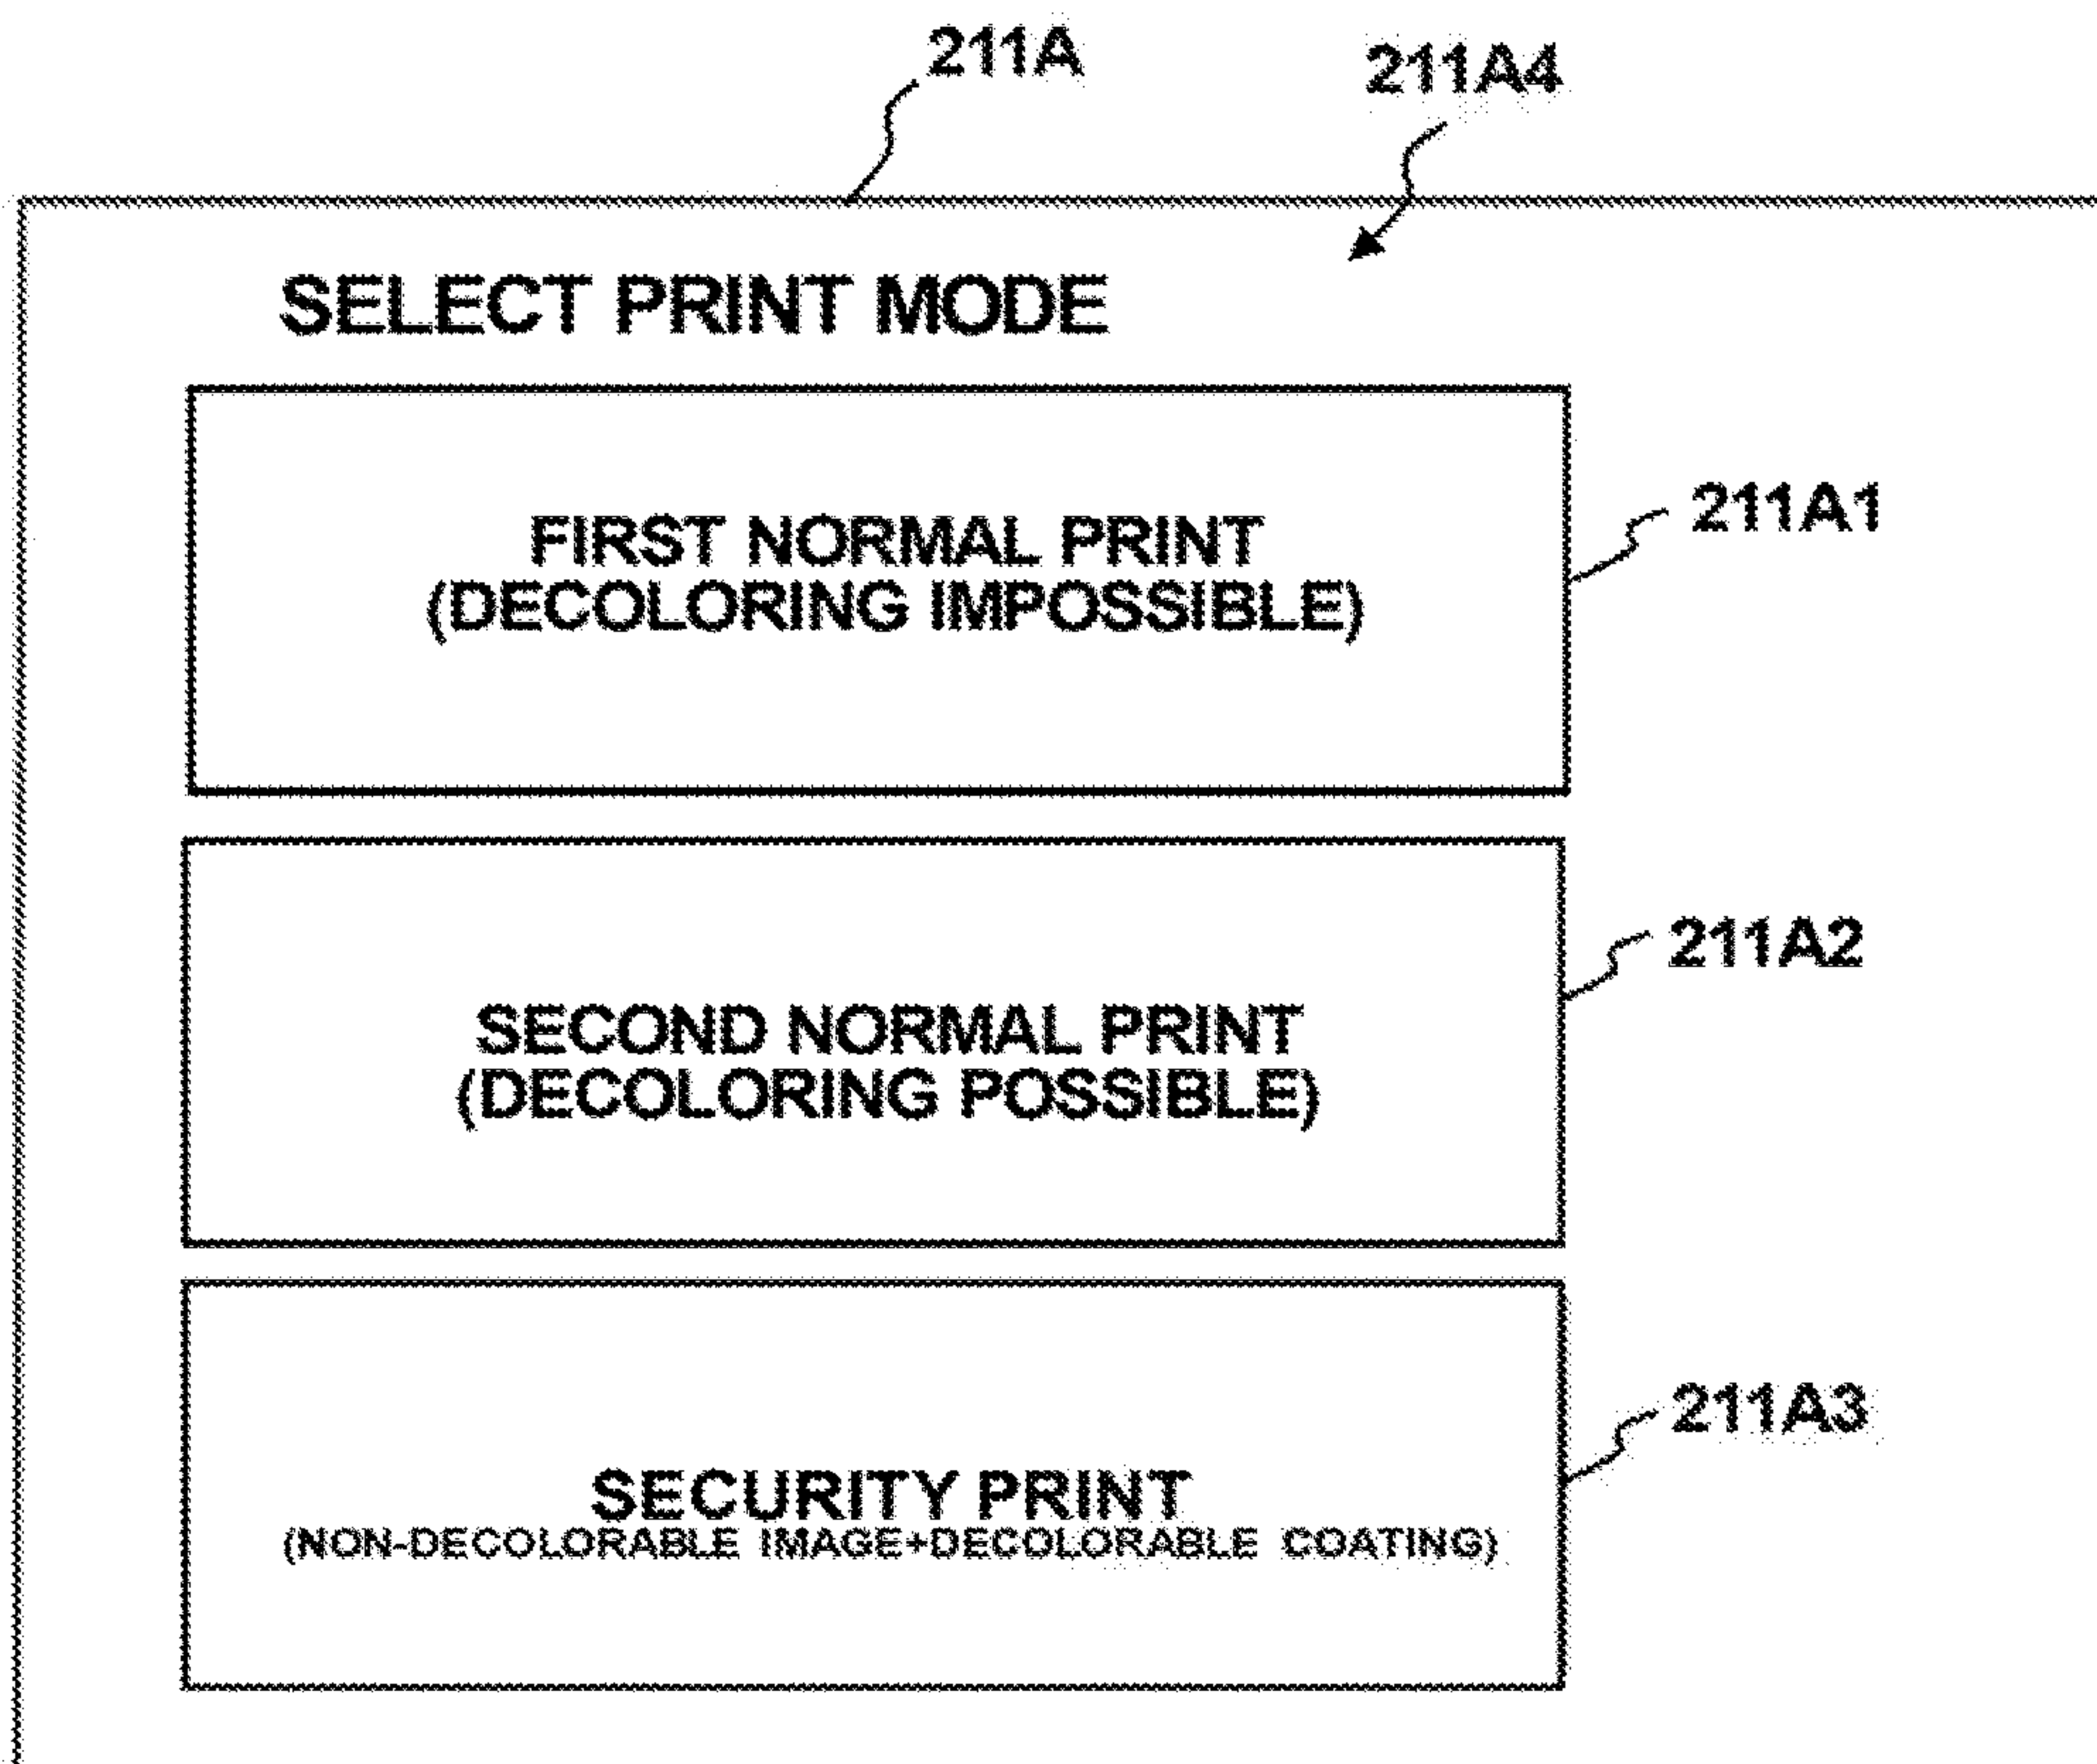 211A
211A4
SELECT PRINT MODE
FIRST NORMAL PRINT
(DECOLORING IMPOSSIBLE)
211A1
SECOND NORMAL PRINT
(DECOLORING POSSIBLE)
211A2
SECURITY PRINT
(NON-DECOLORABLE IMAGE+DECOLORABLE COATING)
211A3